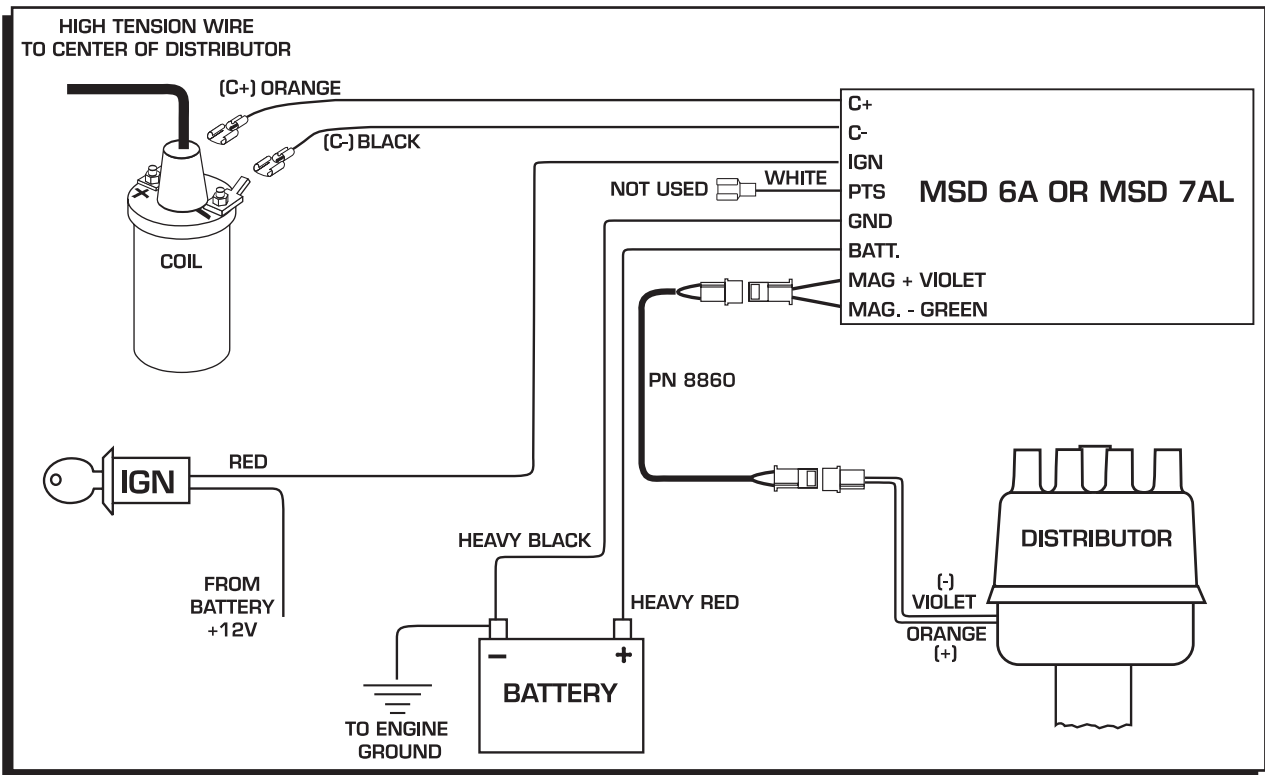 HIGH TENSION WIRE
TO CENTER OF DISTRIBUTOR
(C+) ORANGE
(C-) BLACK
+
−
COIL
C+
C-
IGN
PTS
GND
BATT.
MAG + VIOLET
MAG. - GREEN
MSD 6A OR MSD 7AL
NOT USED
WHITE
PN 8860
IGN
RED
FROM
BATTERY
+12V
HEAVY BLACK
HEAVY RED
− +
BATTERY
TO ENGINE
GROUND
DISTRIBUTOR
(-)
VIOLET
ORANGE
(+)